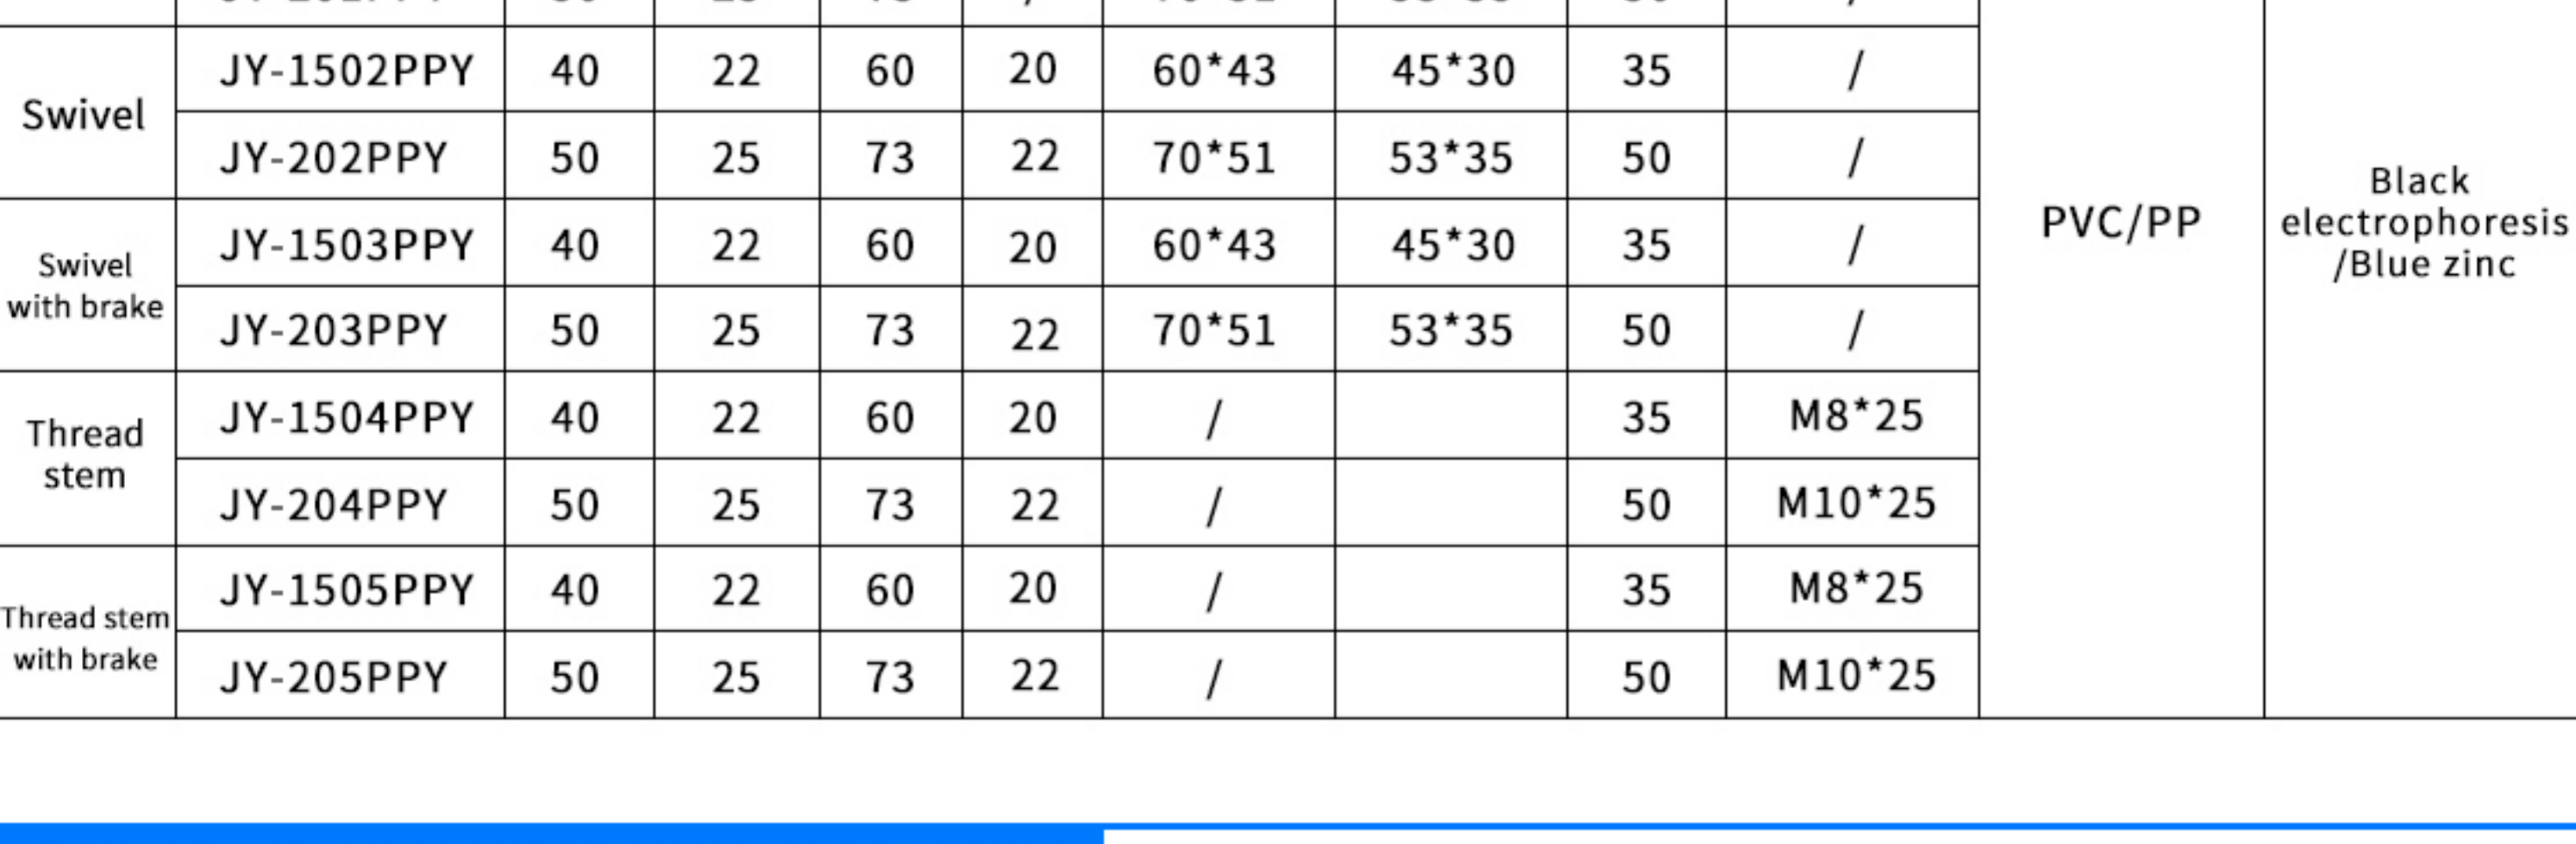 Swivel
JY-1502PPY 40 22 60 20 60*43 45*30 35 /
JY-202PPY 50 25 73 22 70*51 53*35 50 /
Swivel
with brake
JY-1503PPY 40 22 60 20 60*43 45*30 35 /
JY-203PPY 50 25 73 22 70*51 53*35 50 /
Thread
stem
JY-1504PPY 40 22 60 20 / 35 M8*25
JY-204PPY 50 25 73 22 / 50 M10*25
Thread stem
with brake
JY-1505PPY 40 22 60 20 / 35 M8*25
JY-205PPY 50 25 73 22 / 50 M10*25
PVC/PP
Black
electrophoresis
/Blue zinc